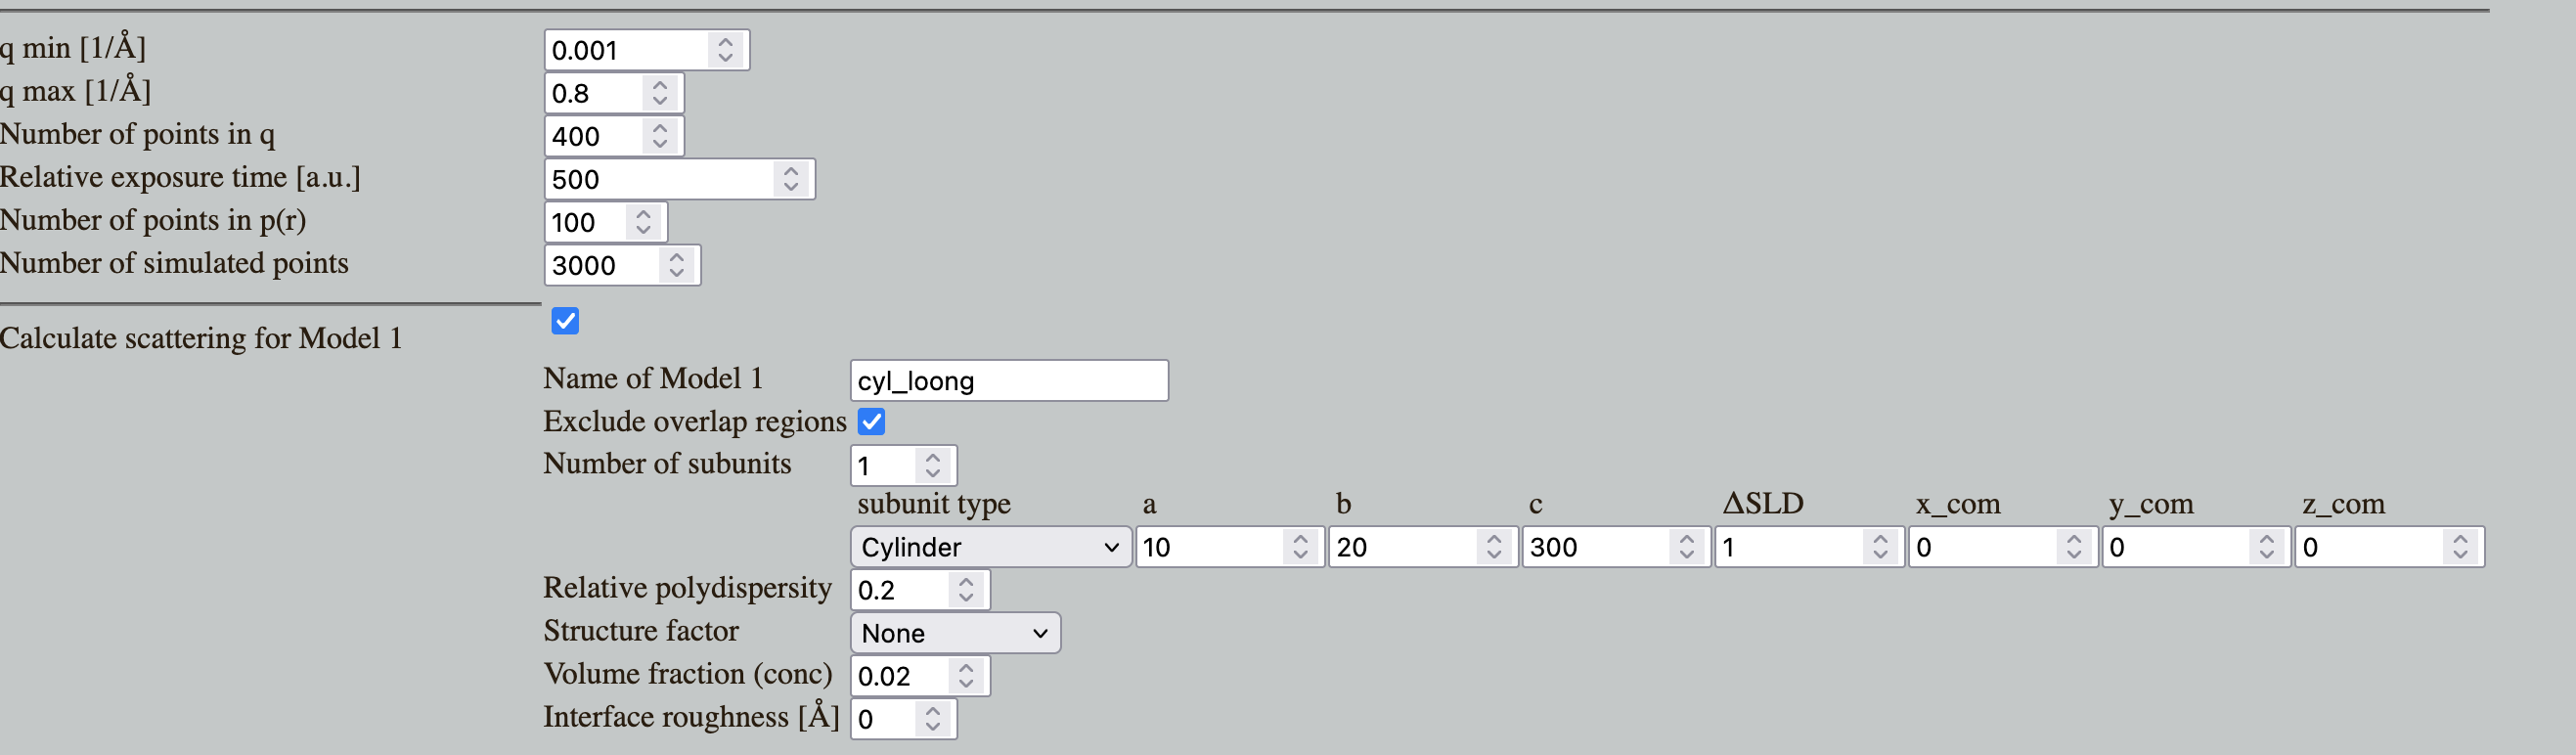 q min [1/Å] 0.001
q max [1/Å] 0.8
Number of points in q 400
Relative exposure time [a.u.] 500
Number of points in p(r) 100
Number of simulated points 3000
Calculate scattering for Model 1
Name of Model 1 cyl_loong
Exclude overlap regions
Number of subunits 1
subunit type a b c ΔSLD x_com y_com z_com
Cylinder 10 20 300 1 0 0 0
Relative polydispersity 0.2
Structure factor None
Volume fraction (conc) 0.02
Interface roughness [Å] 0